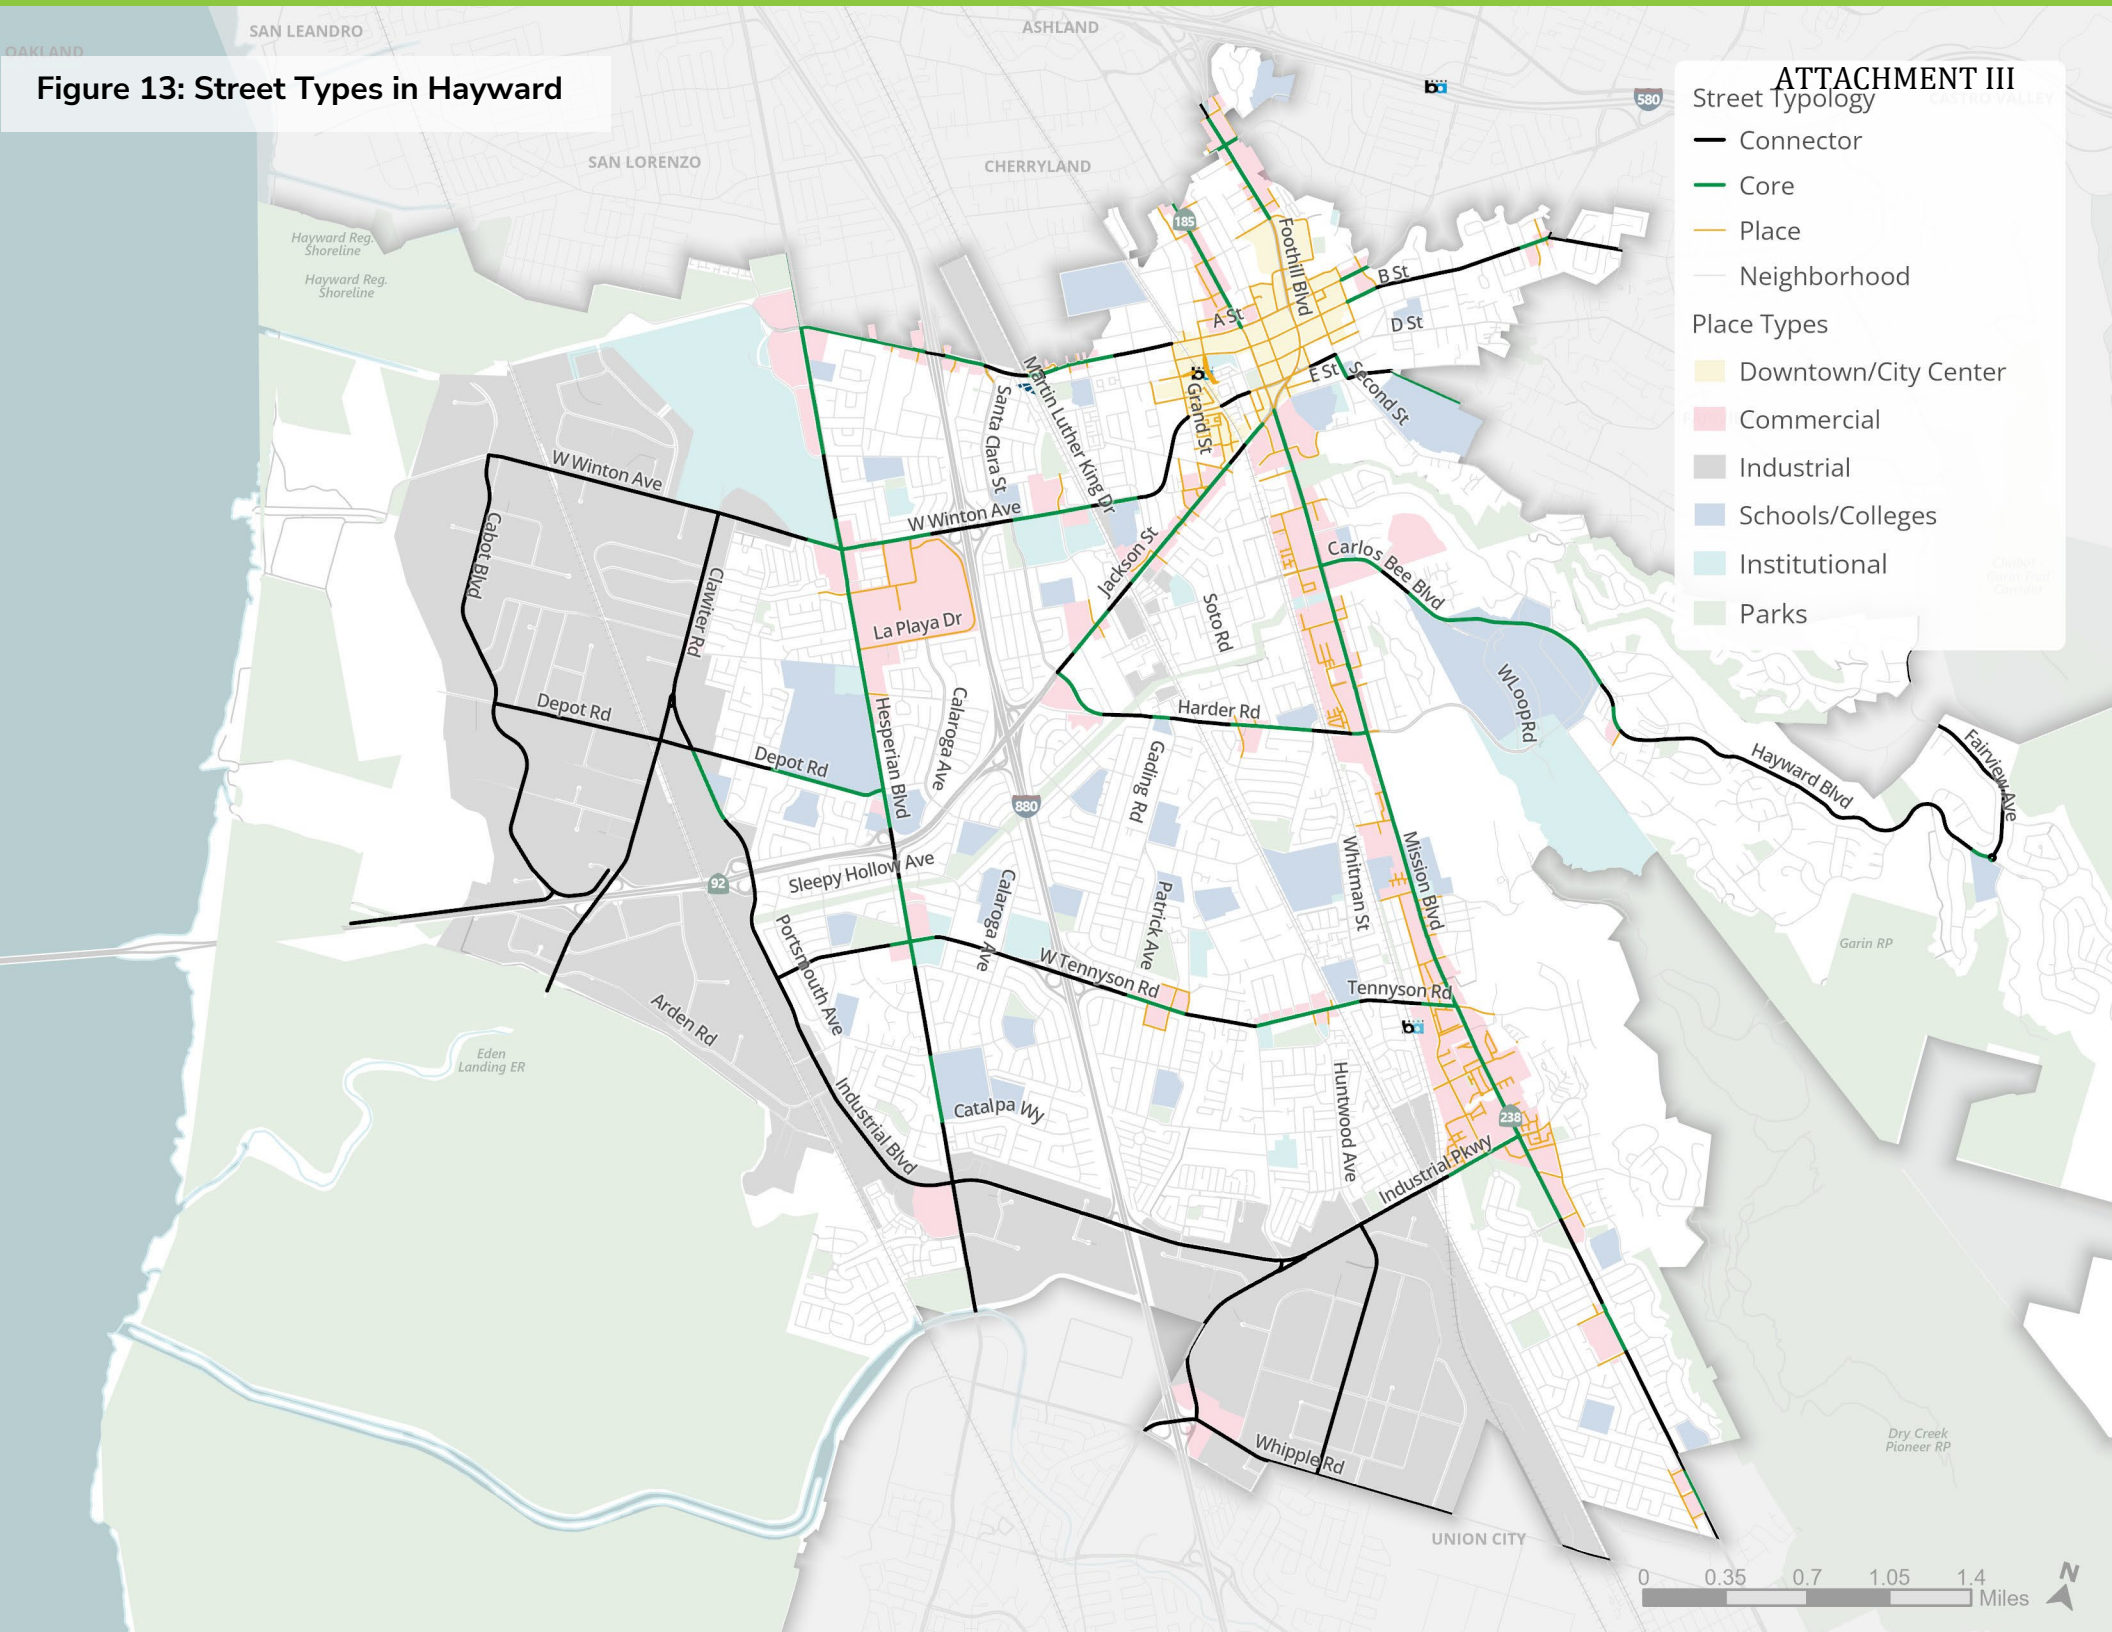 SAN LEANDRO
ASHLAND
OAKLAND
Figure 13: Street Types in Hayward
ATTACHMENT III
Street Typology
Connector
Core
Place
Neighborhood
Place Types
Downtown/City Center
Commercial
Industrial
Schools/Colleges
Institutional
Parks
580
SAN LORENZO
CHERRYLAND
185
Hayward Reg.
Shoreline
Hayward Reg.
Shoreline
Foothill Blvd
B St
A St
D St
E St
Second St
Grand St
Martin Luther King Dr
Santa Clara St
W Winton Ave
W Winton Ave
Cabot Blvd
Clawiter Rd
La Playa Dr
Jackson St
Soto Rd
Carlos Bee Blvd
W Loop Rd
Hayward Blvd
Fairview Ave
Depot Rd
Depot Rd
Hesperian Blvd
Calaroga Ave
Harder Rd
Gading Rd
880
92
Sleepy Hollow Ave
Calaroga Ave
Patrick Ave
Whitman St
Mission Blvd
Garin RP
Portsmouth Ave
W Tennyson Rd
Tennyson Rd
Arden Rd
Eden
Landing ER
Industrial Blvd
Catalpa WY
Huntwood Ave
238
Industrial Pkwy
Whipple Rd
Dry Creek
Pioneer RP
UNION CITY
0 0.35 0.7 1.05 1.4
Miles
N